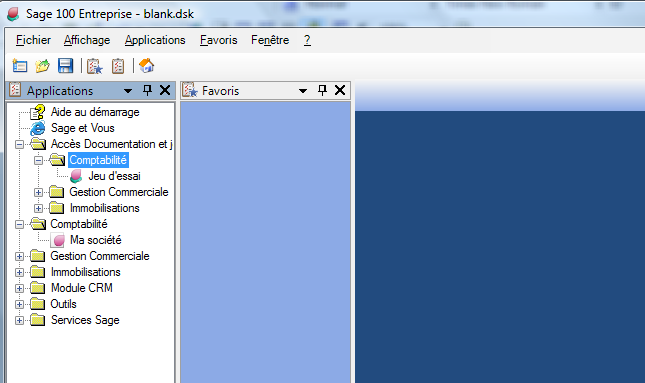 Sage 100 Entreprise - blank.dsk
Fichier Affichage Applications Favoris Fenêtre ?
Applications
Favoris
Aide au démarrage
Sage et Vous
Accès Documentation et j
Comptabilité
Jeu d'essai
Gestion Commerciale
Immobilisations
Comptabilité
Ma société
Gestion Commerciale
Immobilisations
Module CRM
Outils
Services Sage